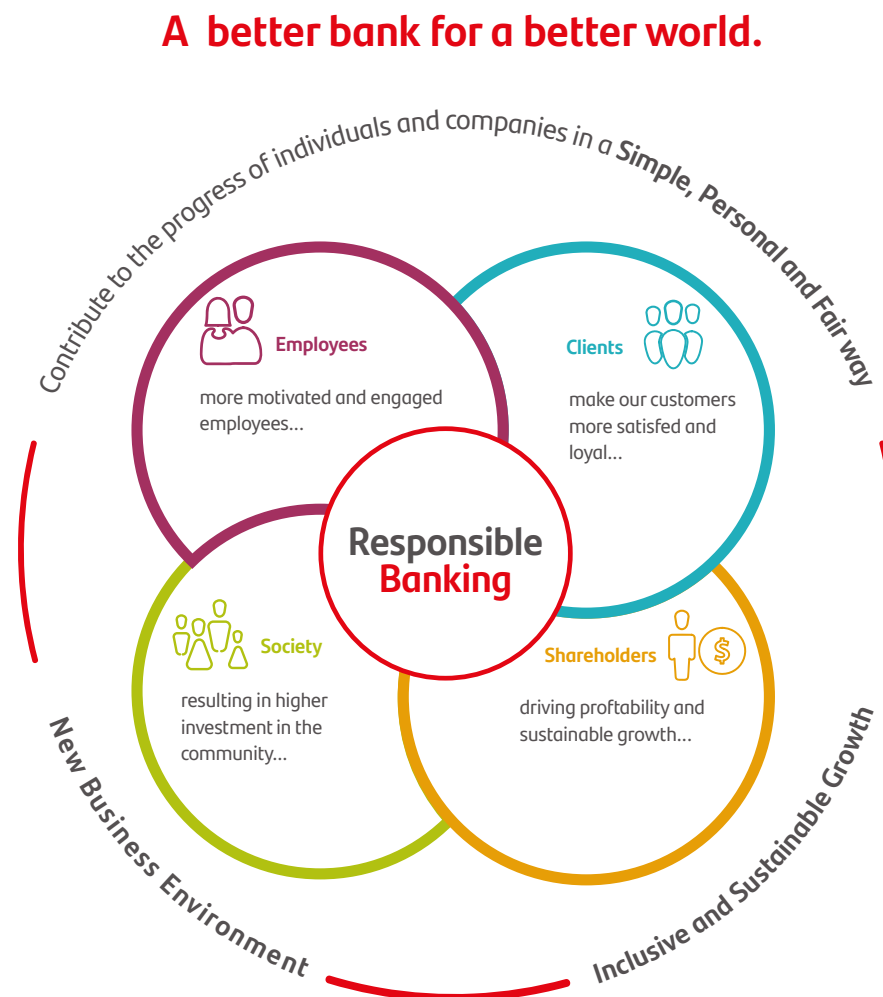 A better bank for a better world.
Contribute to the progress of individuals and companies in a Simple, Personal and Fair way
Employees
more motivated and engaged
employees...
Clients
make our customers
more satisfed and
loyal...
Responsible
Banking
Society
resulting in higher
investment in the
community...
Shareholders
$
driving proftability and
sustainable growth...
New Business Environment
Inclusive and Sustainable Growth